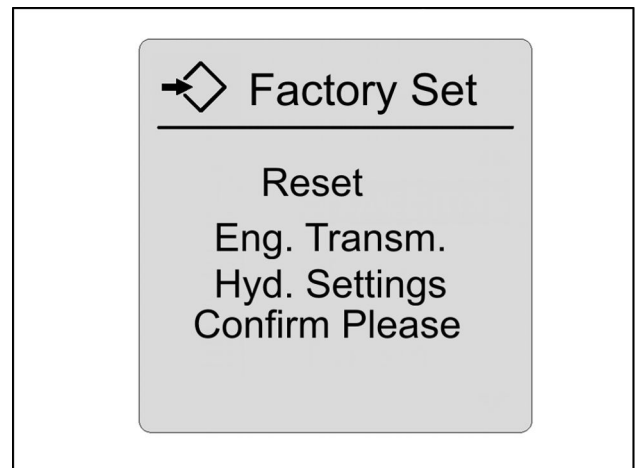 Factory Set
Reset
Eng. Transm.
Hyd. Settings
Confirm Please